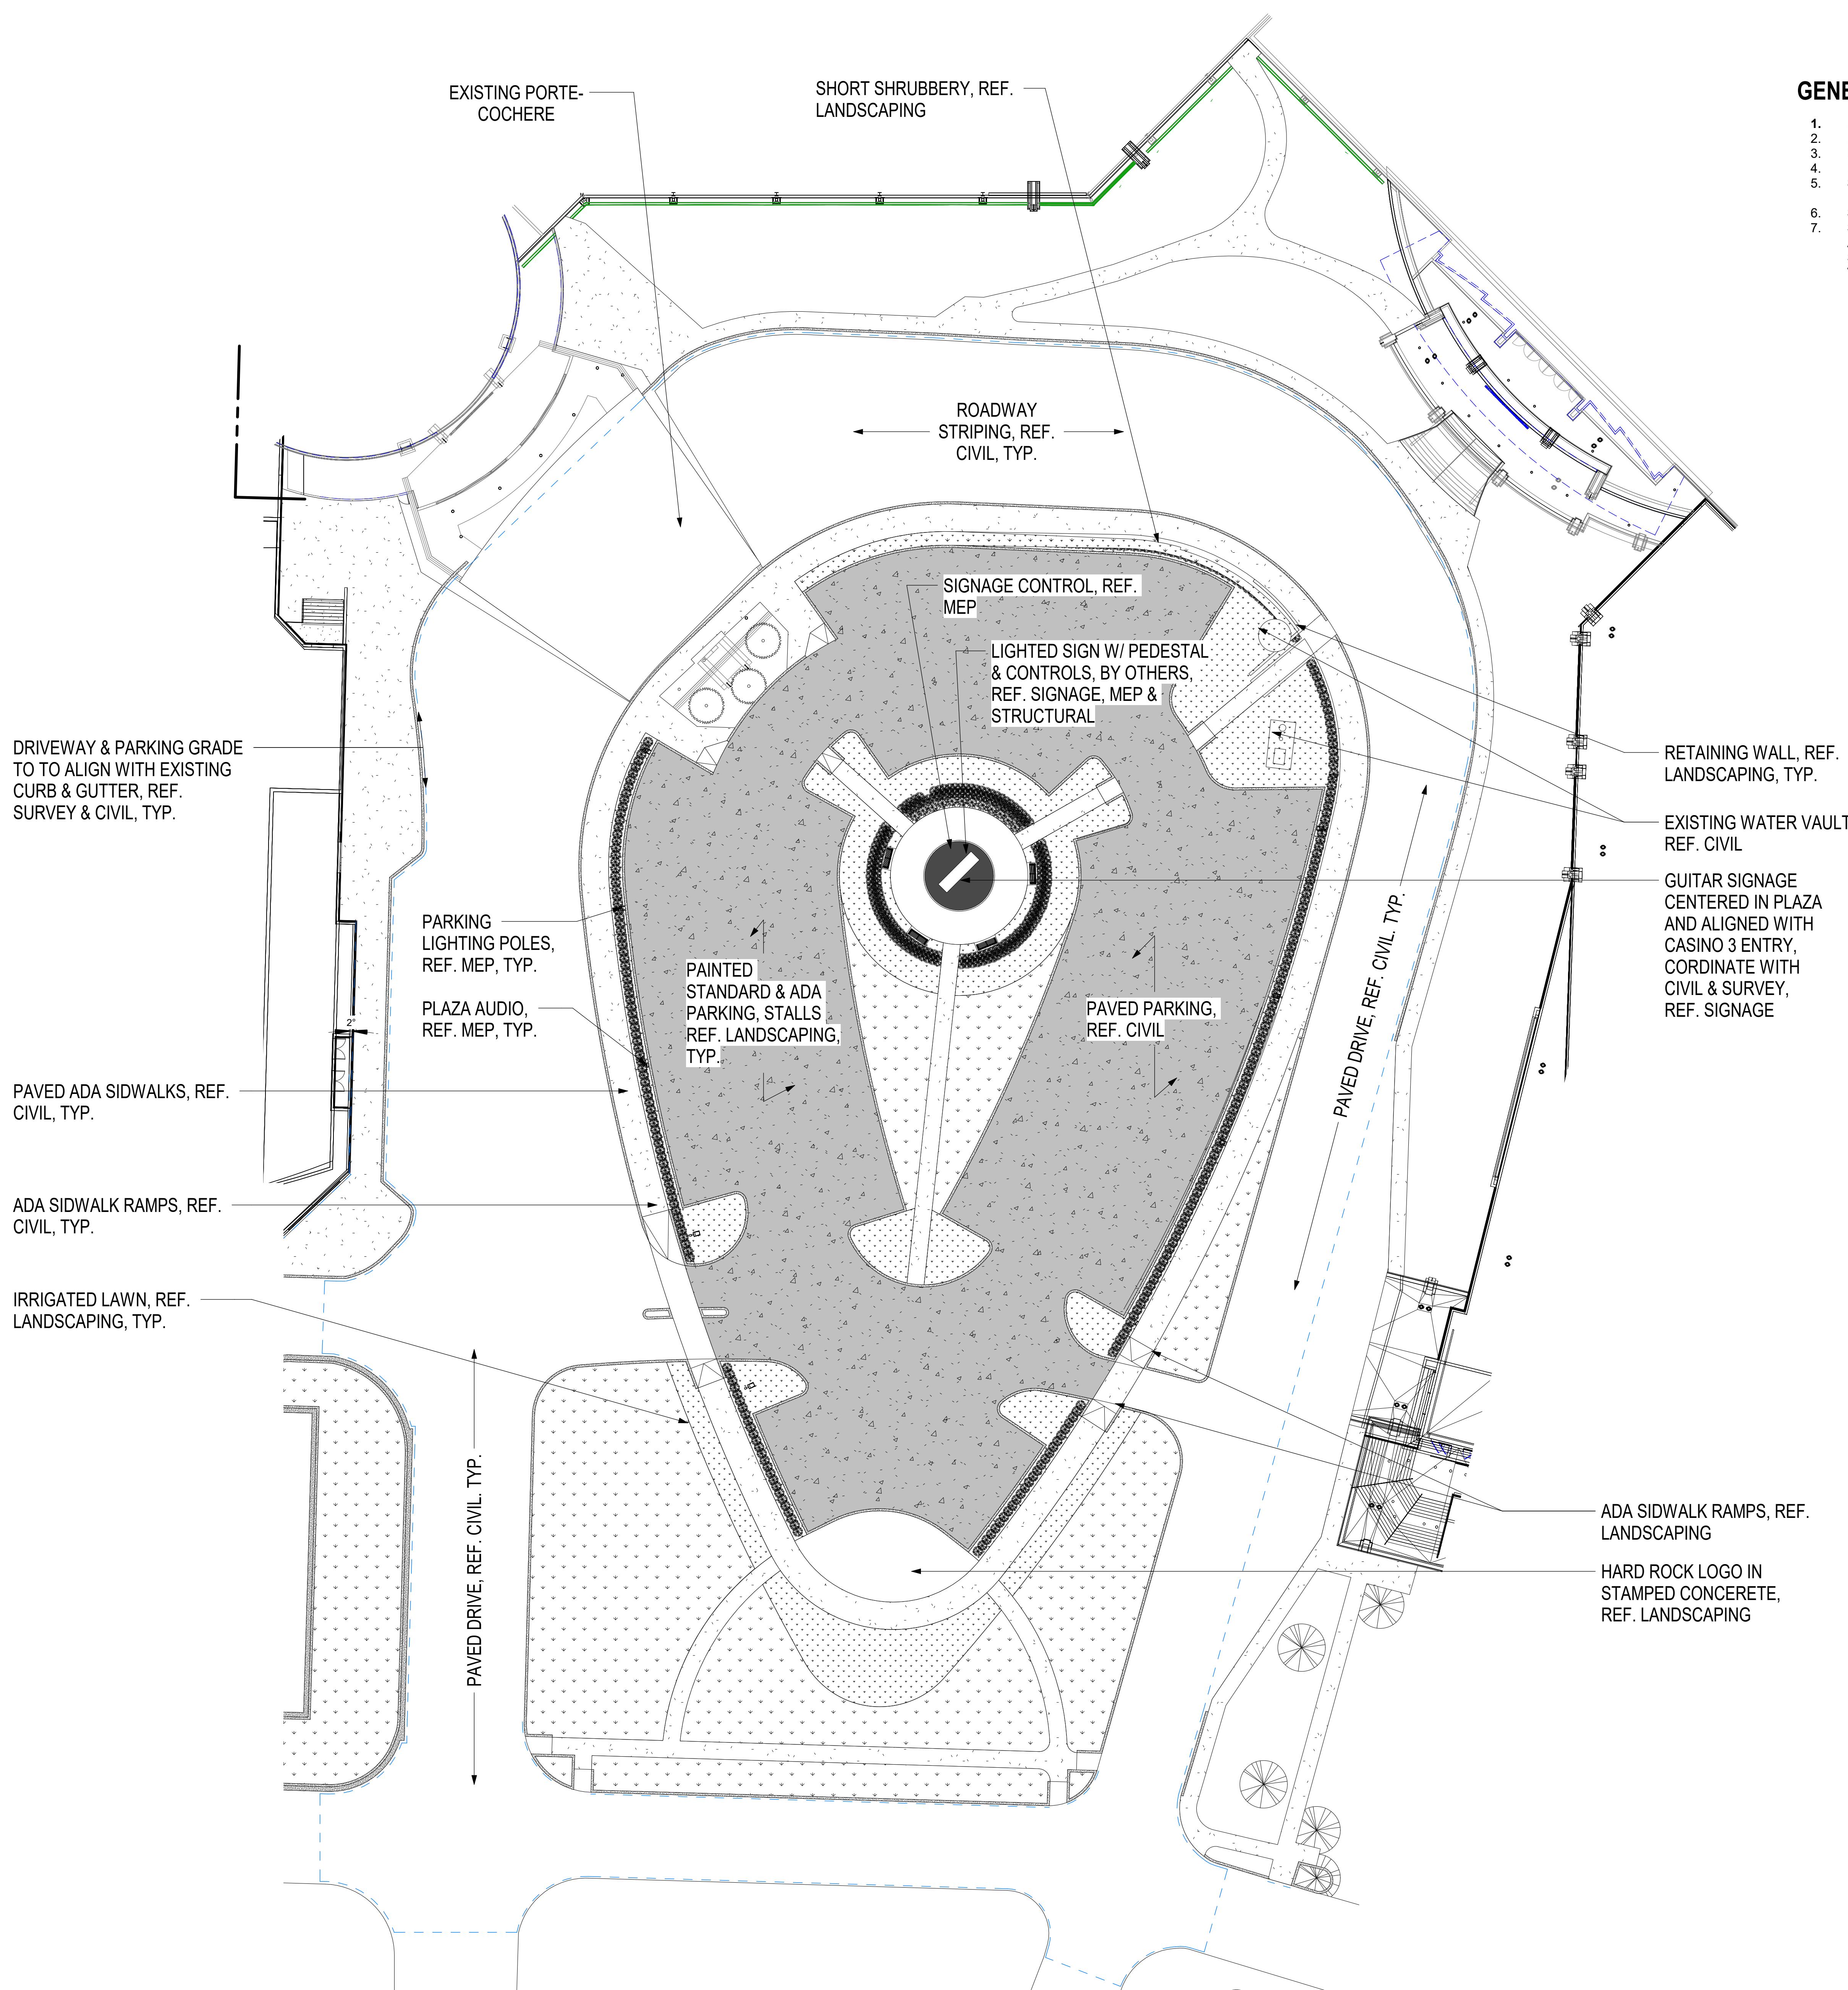 EXISTING PORTE-
COCHERE
SHORT SHRUBBERY, REF.
LANDSCAPING
GENE
1.
2.
3.
4.
5.
6.
7.
ROADWAY
STRIPING, REF.
CIVIL, TYP.
SIGNAGE CONTROL, REF.
MEP
LIGHTED SIGN W/ PEDESTAL
& CONTROLS, BY OTHERS,
REF. SIGNAGE, MEP &
STRUCTURAL
DRIVEWAY & PARKING GRADE
TO TO ALIGN WITH EXISTING
CURB & GUTTER, REF.
SURVEY & CIVIL, TYP.
RETAINING WALL, REF.
LANDSCAPING, TYP.
EXISTING WATER VAULT
REF. CIVIL
GUITAR SIGNAGE
CENTERED IN PLAZA
AND ALIGNED WITH
CASINO 3 ENTRY,
CORDINATE WITH
CIVIL & SURVEY,
REF. SIGNAGE
PARKING
LIGHTING POLES,
REF. MEP, TYP.
PLAZA AUDIO,
REF. MEP, TYP.
PAINTED
STANDARD & ADA
PARKING, STALLS
REF. LANDSCAPING,
TYP.
PAVED PARKING,
REF. CIVIL
PAVED DRIVE, REF. CIVIL. TYP.
2"
PAVED ADA SIDWALKS, REF.
CIVIL, TYP.
ADA SIDWALK RAMPS, REF.
CIVIL, TYP.
IRRIGATED LAWN, REF.
LANDSCAPING, TYP.
PAVED DRIVE, REF. CIVIL. TYP.
ADA SIDWALK RAMPS, REF.
LANDSCAPING
HARD ROCK LOGO IN
STAMPED CONCERETE,
REF. LANDSCAPING